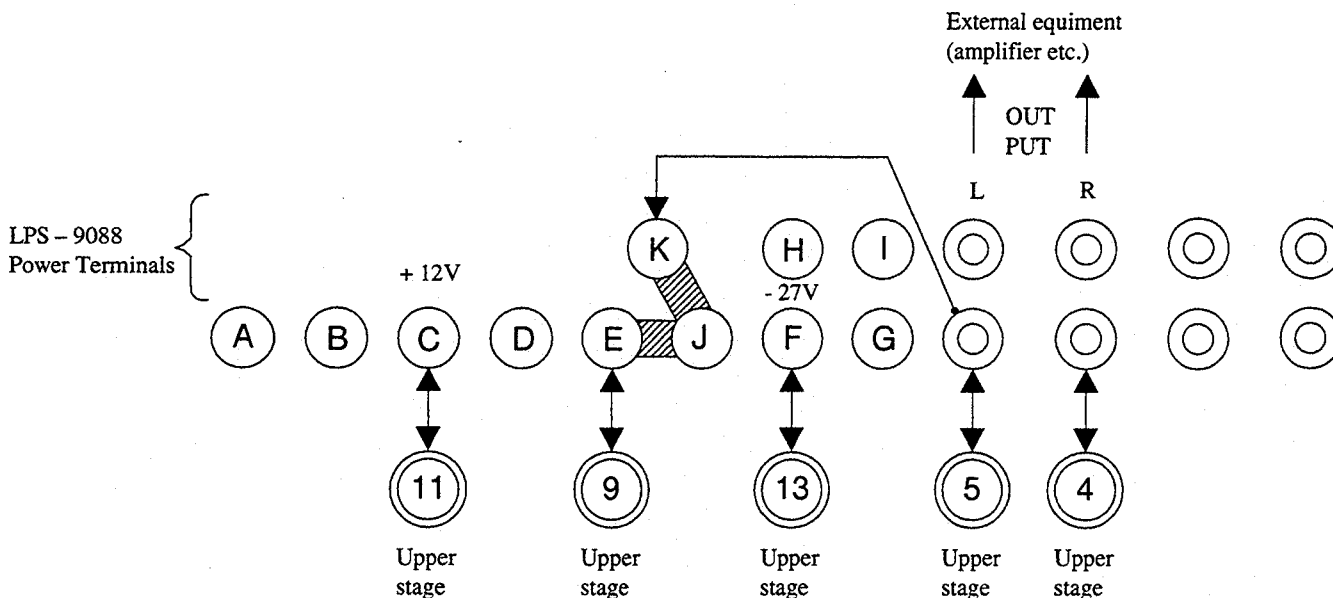 External equiment
(amplifier etc.)
OUT
PUT
L R
LPS – 9088
Power Terminals
K H I
+ 12V - 27V
A B C D E J F G
11 9 13 5 4
Upper Upper Upper Upper Upper
stage stage stage stage stage